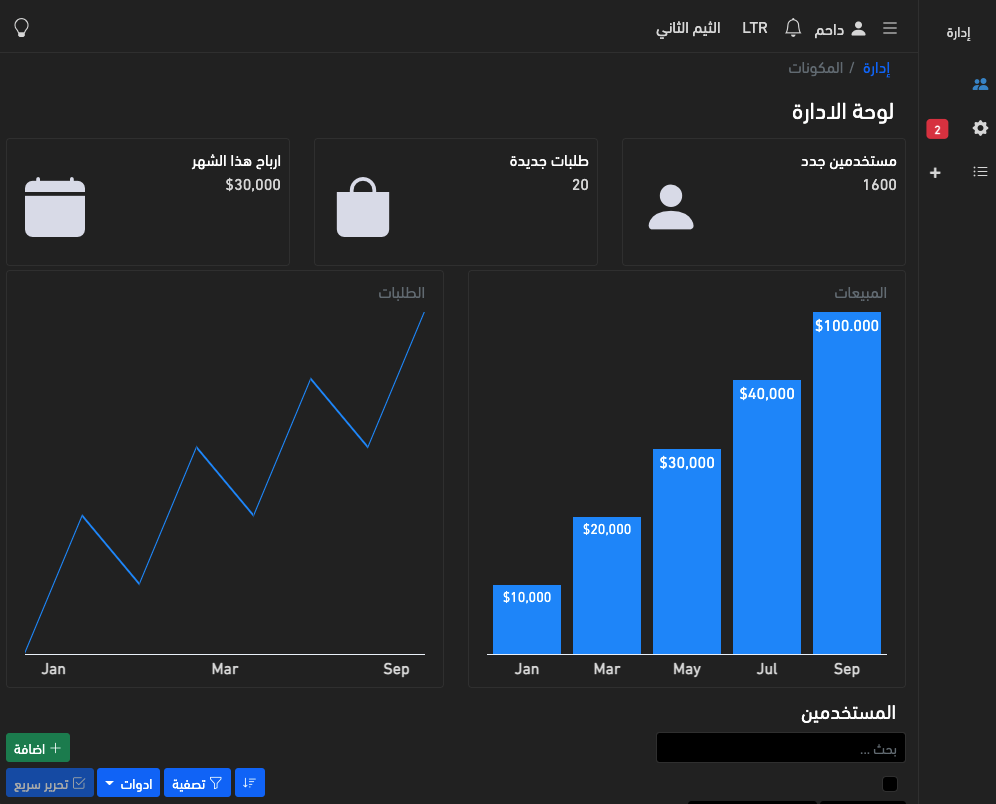 إدارة
2
داحم
LTR
الثيم الثاني
إدارة / المكونات
لوحة الادارة
مستخدمين جدد
1600
طلبات جديدة
20
ارباح هذا الشهر
$30,000
المبيعات
$100.000
$40,000
$30,000
$20,000
$10,000
Jan Mar May Jul Sep
الطلبات
Jan Mar Sep
المستخدمين
بحث ...
اضافة
تصفية
ادوات
تحرير سريع